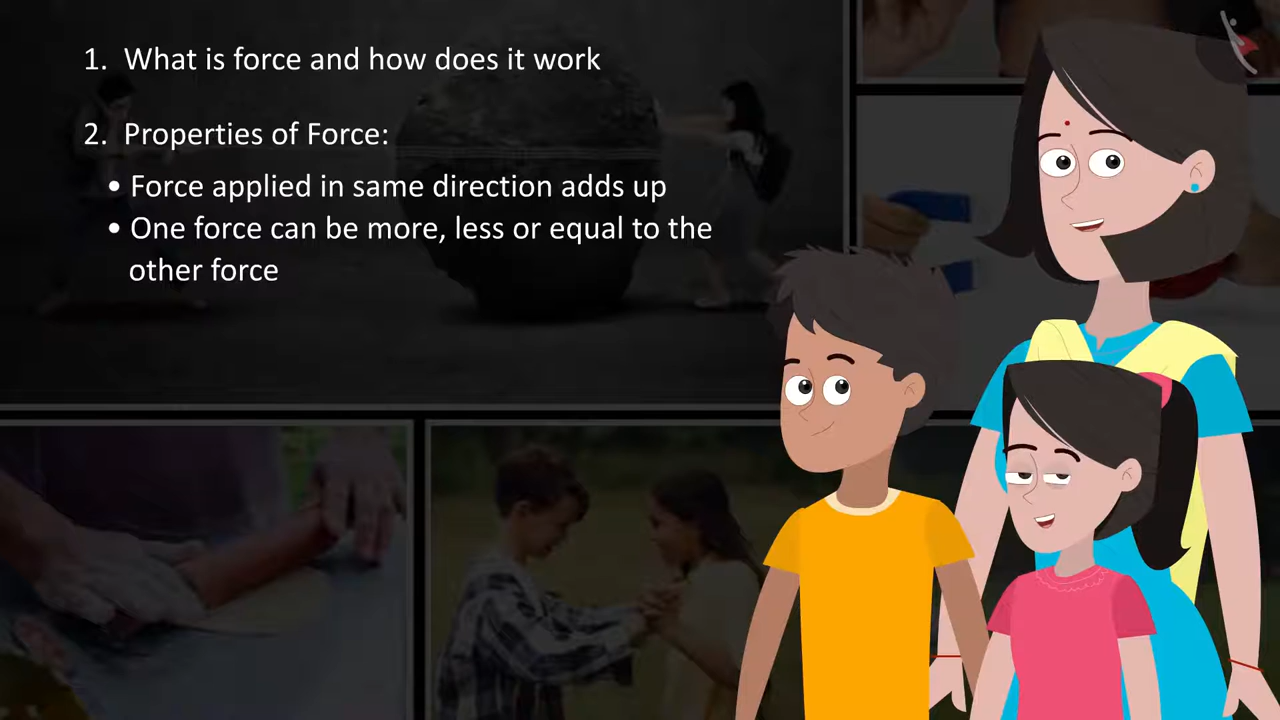 1. What is force and how does it work
2. Properties of Force:
• Force applied in same direction adds up
• One force can be more, less or equal to the
other force